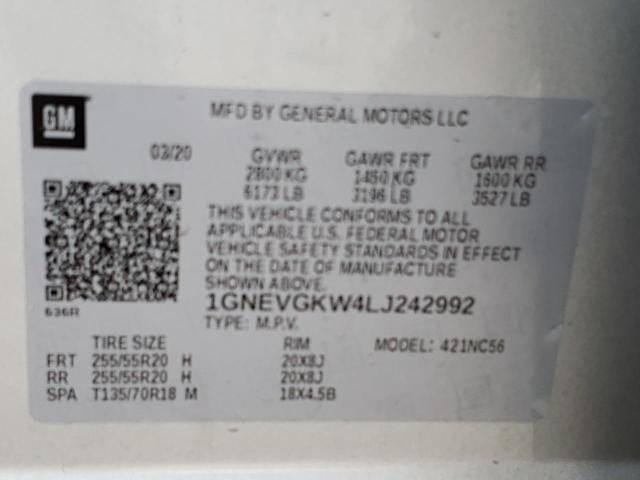 GM
MFD BY GENERAL MOTORS LLC
03/20 GVWR GAWR FRT GAWR RR
2800 KG 1450 KG 1600 KG
6173 LB 3196 LB 3527 LB
THIS VEHICLE CONFORMS TO ALL
APPLICABLE U.S. FEDERAL MOTOR
VEHICLE SAFETY STANDARDS IN EFFECT
ON THE DATE OF MANUFACTURE
SHOWN ABOVE.
1GNEVGKW4LJ242992
636R
TYPE: M.P.V.
TIRE SIZE RIM MODEL: 421NC56
FRT 255/55R20 H 20X8J
RR 255/55R20 H 20X8J
SPA T135/70R18 M 18X4.5B